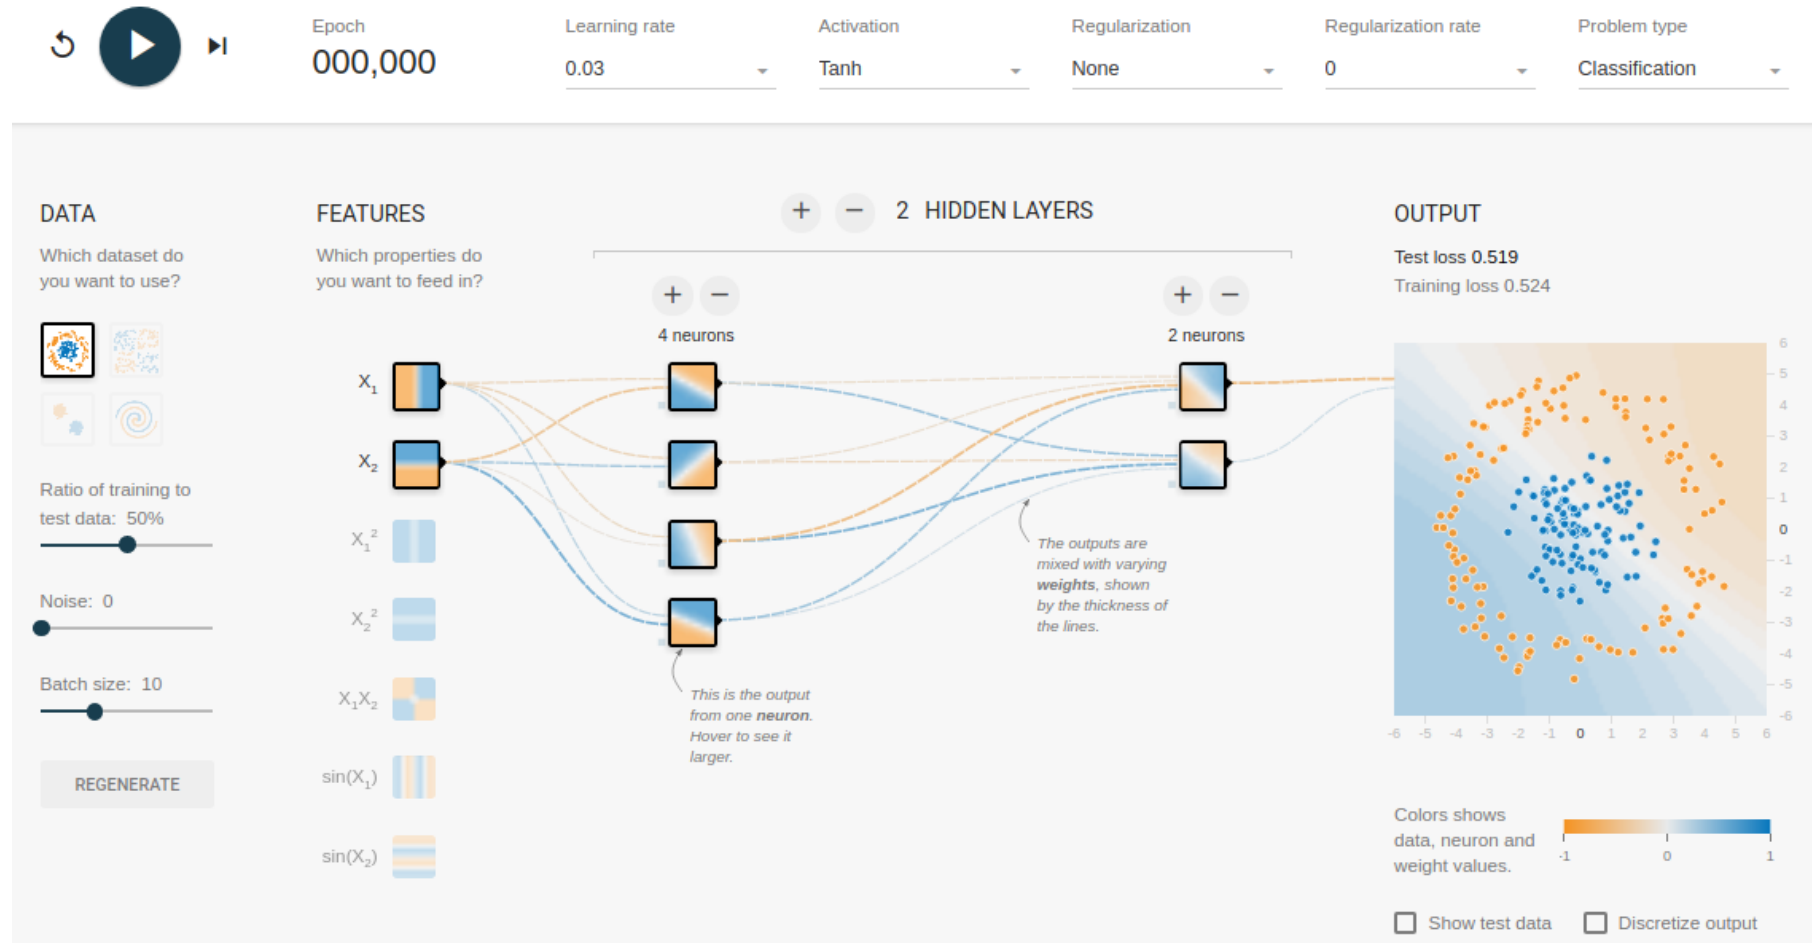 Epoch
000,000
Learning rate
0.03
Activation
Tanh
Regularization
None
Regularization rate
0
Problem type
Classification
DATA
Which dataset do
you want to use?
Ratio of training to
test data: 50%
Noise: 0
Batch size: 10
REGENERATE
FEATURES
Which properties do
you want to feed in?
X₁
X₂
X₁²
X₂²
X₁X₂
sin(X₁)
sin(X₂)
+ − 2 HIDDEN LAYERS
+ −
4 neurons
+ −
2 neurons
The outputs are
mixed with varying
weights, shown
by the thickness of
the lines.
This is the output
from one neuron.
Hover to see it
larger.
OUTPUT
Test loss 0.519
Training loss 0.524
6
5
4
3
2
1
0
-1
-2
-3
-4
-5
-6
-6 -5 -4 -3 -2 -1 0 1 2 3 4 5 6
Colors shows
data, neuron and
weight values.
-1 0 1
Show test data
Discretize output